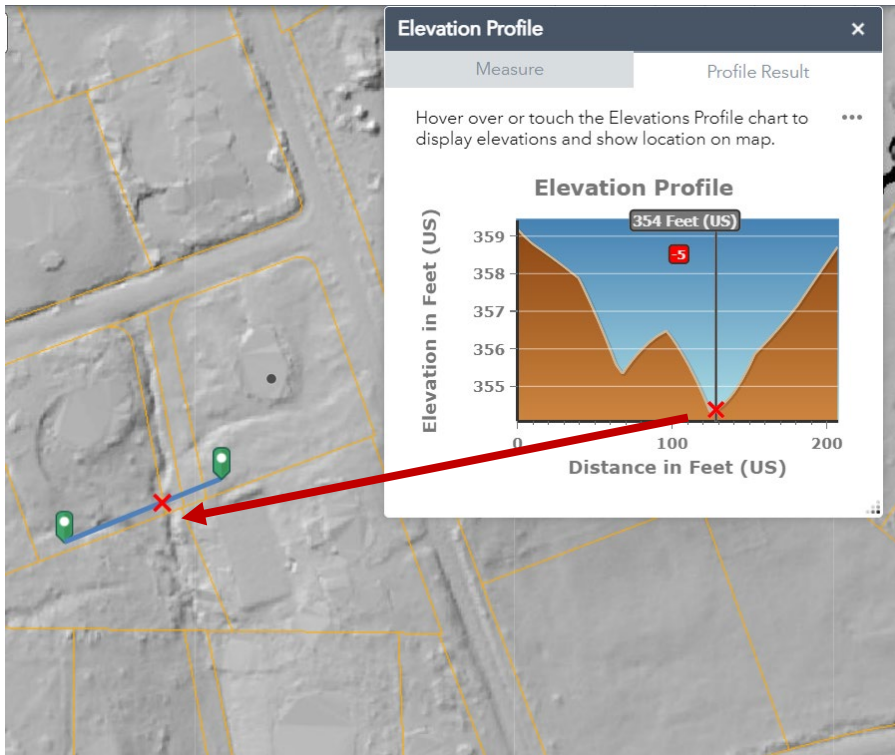 Elevation Profile
×
Measure
Profile Result
Hover over or touch the Elevations Profile chart to
display elevations and show location on map.
Elevation Profile
Elevation in Feet (US)
354 Feet (US)
-5
359
358
357
356
355
0
100
200
Distance in Feet (US)